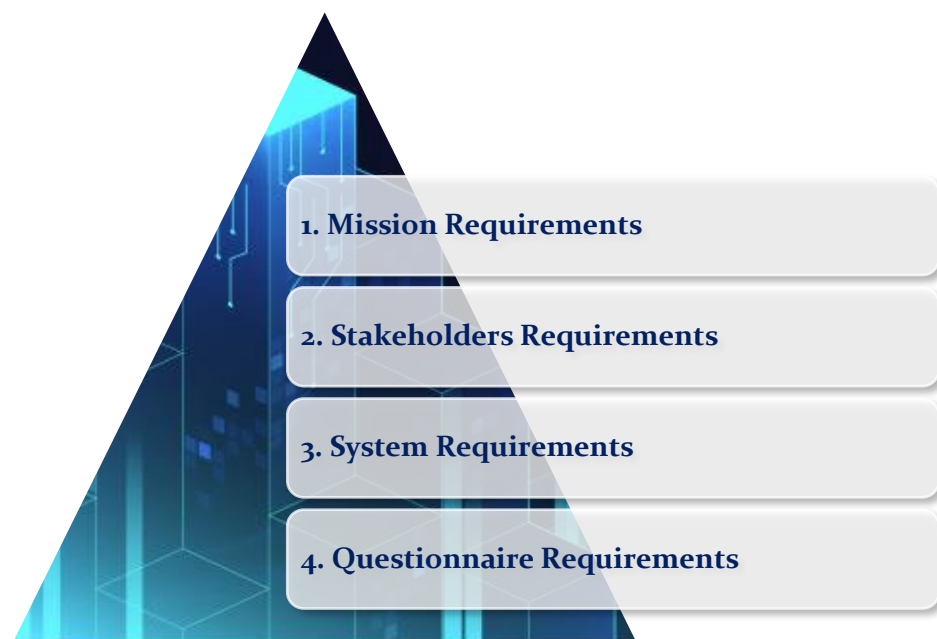 1. Mission Requirements
2. Stakeholders Requirements
3. System Requirements
4. Questionnaire Requirements